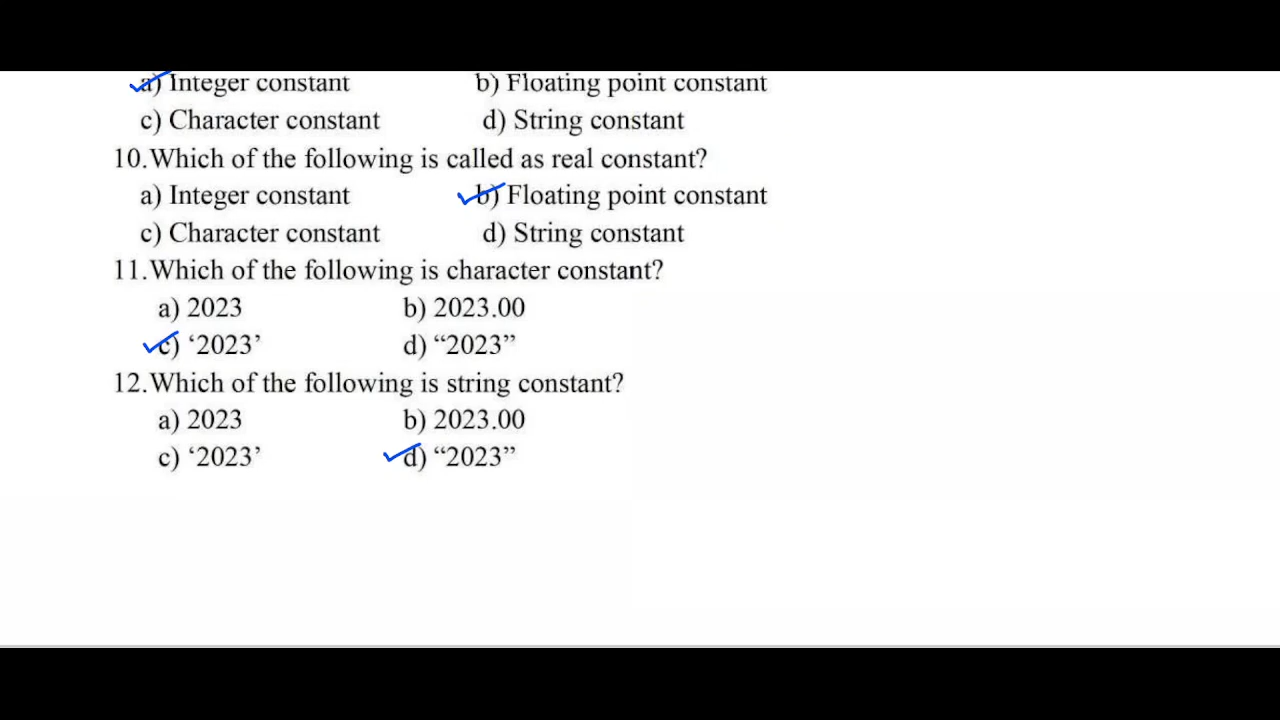 a) Integer constant b) Floating point constant
c) Character constant d) String constant
10.Which of the following is called as real constant?
a) Integer constant b) Floating point constant
c) Character constant d) String constant
11.Which of the following is character constant?
a) 2023 b) 2023.00
c) ‘2023’ d) “2023”
12.Which of the following is string constant?
a) 2023 b) 2023.00
c) ‘2023’ d) “2023”